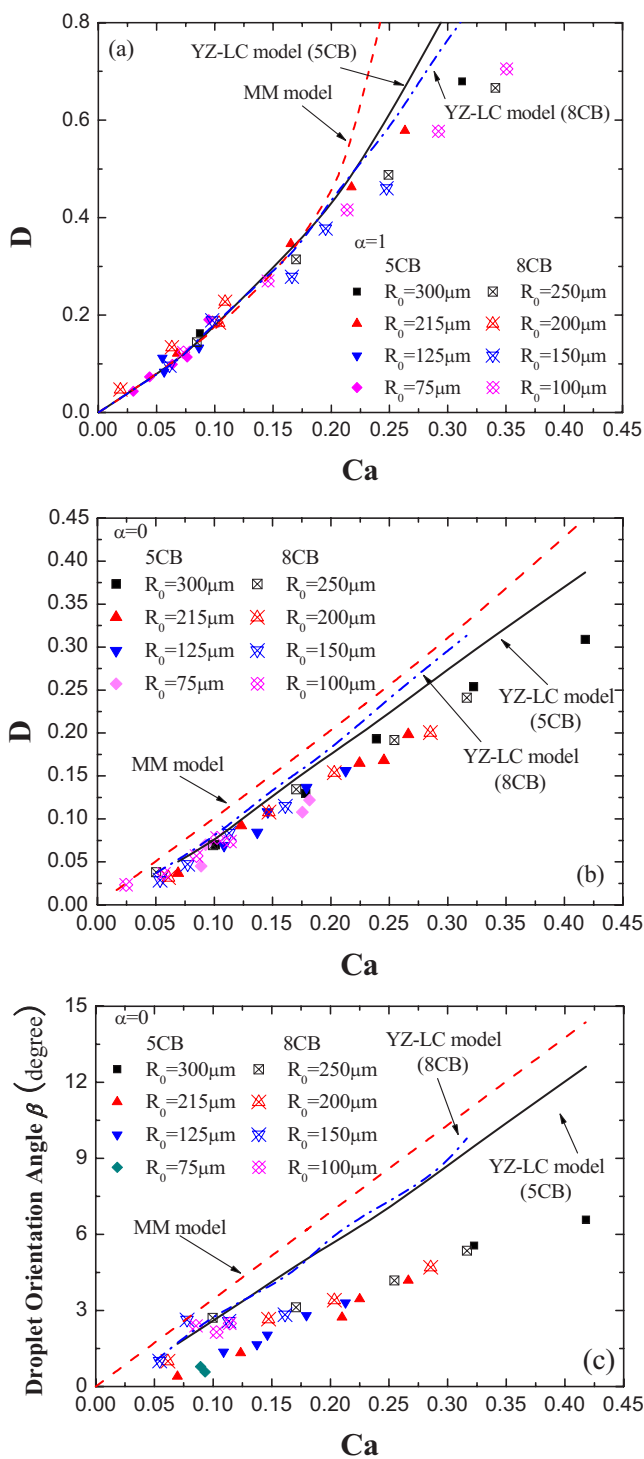 (a)
YZ-LC model (5CB)
MM model
YZ-LC model (8CB)
α=1
5CB 8CB
R₀=300μm R₀=250μm
R₀=215μm R₀=200μm
R₀=125μm R₀=150μm
R₀=75μm R₀=100μm
D
0.8
0.6
0.4
0.2
0.0
0.00 0.05 0.10 0.15 0.20 0.25 0.30 0.35 0.40 0.45
Ca
α=0
5CB 8CB
R₀=300μm R₀=250μm
R₀=215μm R₀=200μm
R₀=125μm R₀=150μm
R₀=75μm R₀=100μm
MM model
YZ-LC model
(5CB)
YZ-LC model
(8CB)
(b)
D
0.45
0.40
0.35
0.30
0.25
0.20
0.15
0.10
0.05
0.00
0.00 0.05 0.10 0.15 0.20 0.25 0.30 0.35 0.40 0.45
Ca
α=0
5CB 8CB
R₀=300μm R₀=250μm
R₀=215μm R₀=200μm
R₀=125μm R₀=150μm
R₀=75μm R₀=100μm
YZ-LC model
(8CB)
YZ-LC model
(5CB)
MM model
(c)
Droplet Orientation Angle β (degree)
15
12
9
6
3
0
0.00 0.05 0.10 0.15 0.20 0.25 0.30 0.35 0.40 0.45
Ca